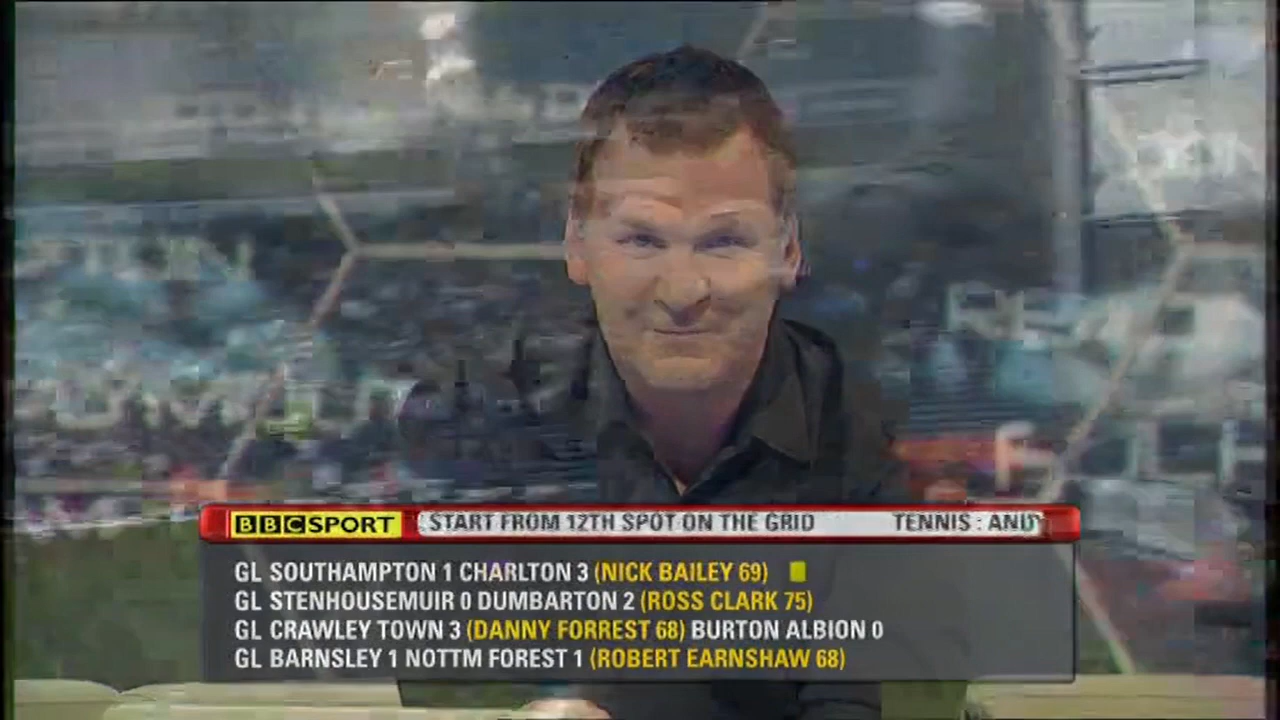 BBC SPORT START FROM 12TH SPOT ON THE GRID TENNIS : ANDY
GL SOUTHAMPTON 1 CHARLTON 3 (NICK BAILEY 69)
GL STENHOUSEMUIR 0 DUMBARTON 2 (ROSS CLARK 75)
GL CRAWLEY TOWN 3 (DANNY FORREST 68) BURTON ALBION 0
GL BARNSLEY 1 NOTTM FOREST 1 (ROBERT EARNSHAW 68)